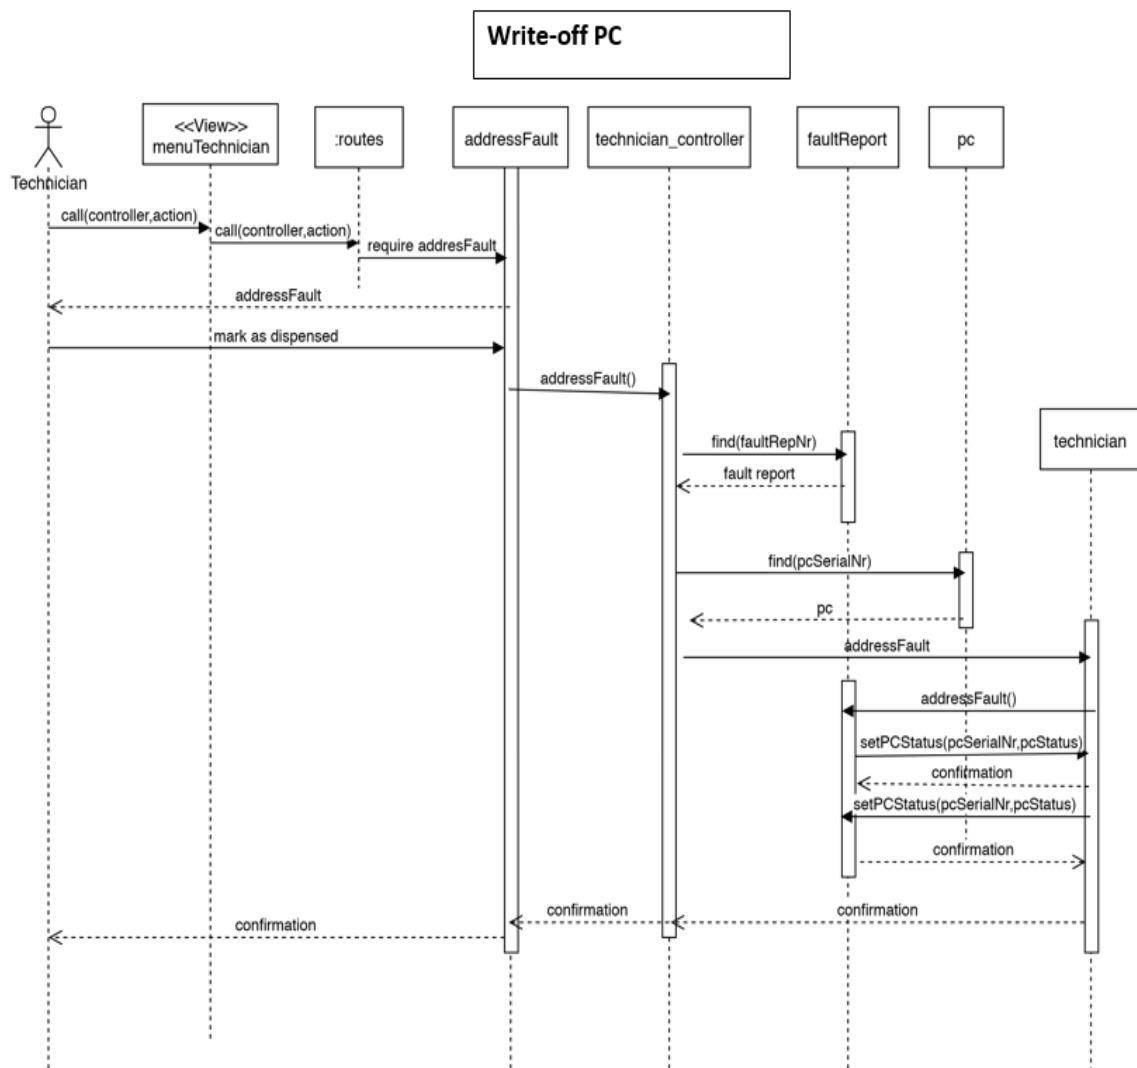 Write-off PC
<<View>>
menuTechnician
:routes
addressFault
technician_controller
faultReport
pc
Technician
call(controller,action)
call(controller,action)
require addresFault
addressFault
mark as dispensed
addressFault()
technician
find(faultRepNr)
fault report
find(pcSerialNr)
pc
addressFault
addressFault()
setPCStatus(pcSerialNr,pcStatus)
confirmation
setPCStatus(pcSerialNr,pcStatus)
confirmation
confirmation
confirmation
confirmation